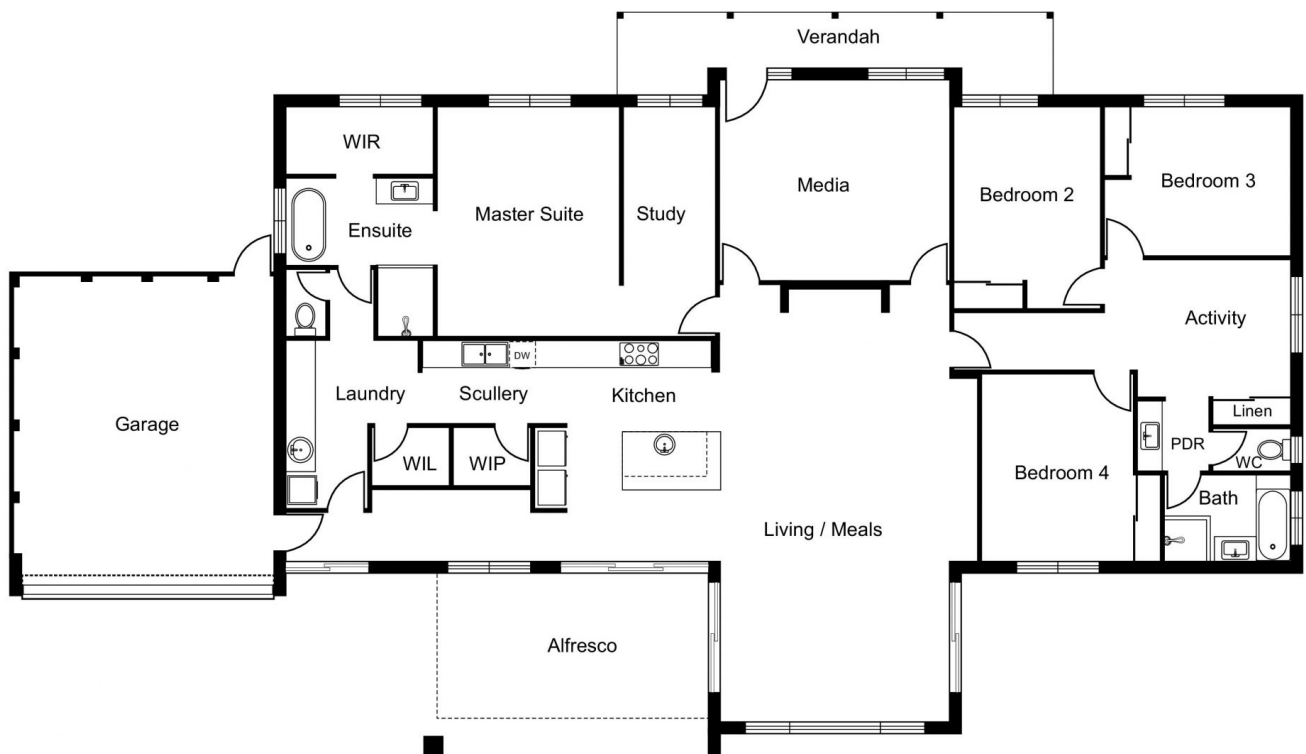 Verandah
WIR
Media
Bedroom 3
Bedroom 2
Master Suite
Study
Ensuite
Activity
DW
Laundry
Scullery
Kitchen
Linen
Garage
PDR
WC
WIL
WIP
Bedroom 4
Bath
Living / Meals
Alfresco